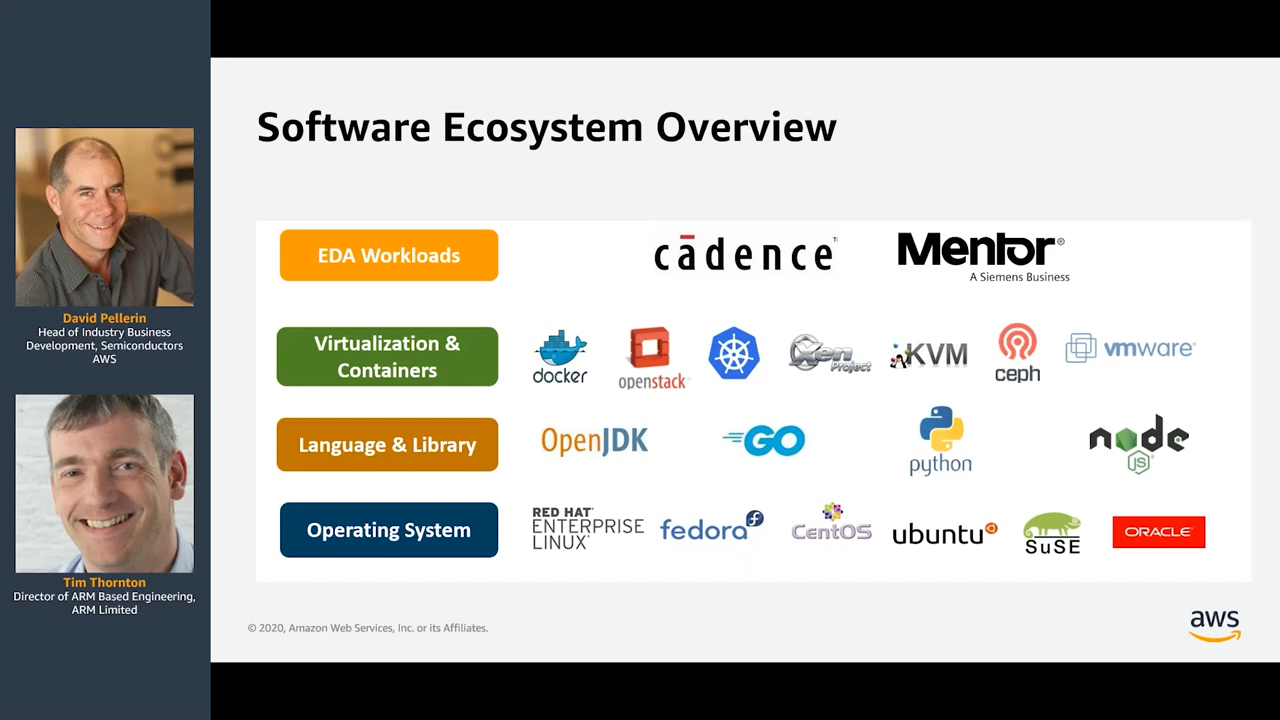 David Pellerin
Head of Industry Business
Development, Semiconductors
AWS
Tim Thornton
Director of ARM Based Engineering,
ARM Limited
Software Ecosystem Overview
EDA Workloads
cādence
Mentor®
A Siemens Business
Virtualization &
Containers
docker
openstack™
Xen
Project
KVM
ceph
vmware®
Language & Library
OpenJDK
GO
python
node
JS
Operating System
RED HAT®
ENTERPRISE
LINUX®
fedora
CentOS
ubuntu
SUSE
ORACLE®
© 2020, Amazon Web Services, Inc. or its Affiliates.
aws